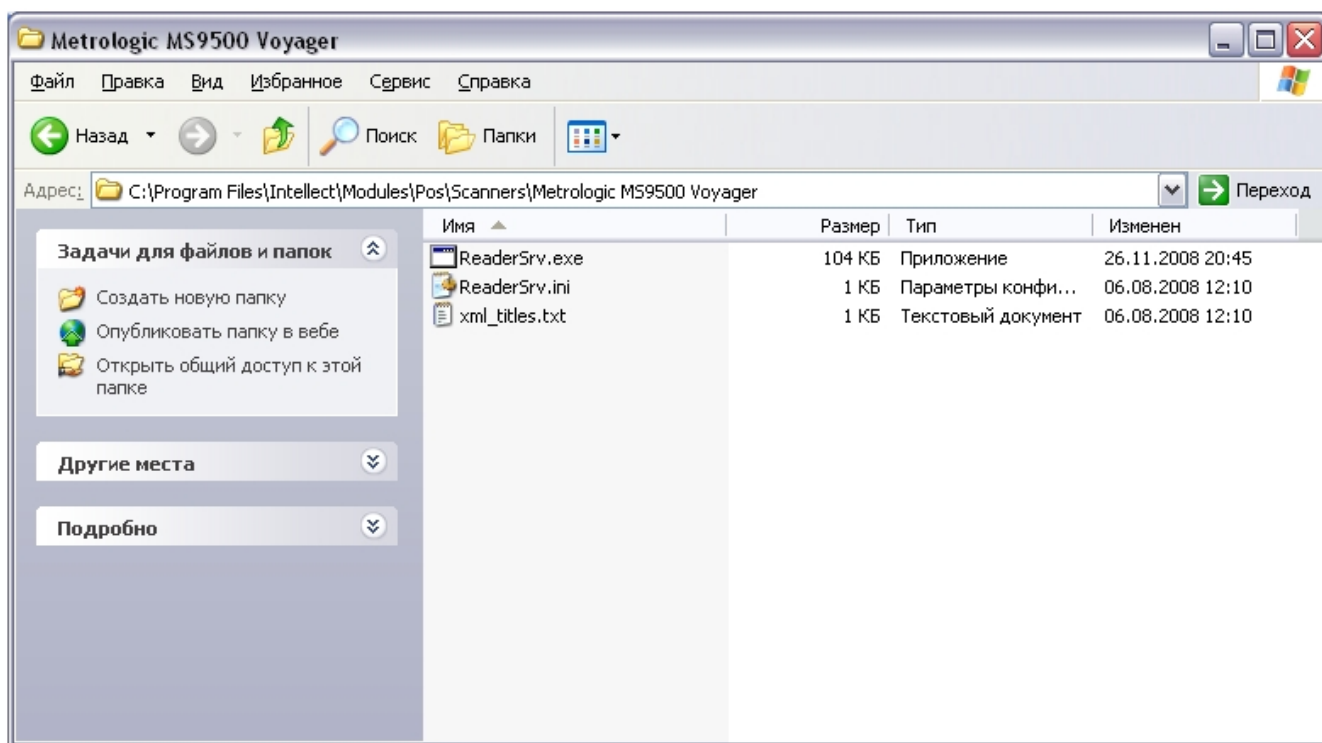 Metrologic MS9500 Voyager
Файл Правка Вид Избранное Сервис Справка
Назад Поиск Папки
Адрес: C:\Program Files\Intellect\Modules\Pos\Scanners\Metrologic MS9500 Voyager Переход
Имя Размер Тип Изменен
Задачи для файлов и папок
Создать новую папку
Опубликовать папку в вебе
Открыть общий доступ к этой
папке
Другие места
Подробно
ReaderSrv.exe 104 КБ Приложение 26.11.2008 20:45
ReaderSrv.ini 1 КБ Параметры конфи... 06.08.2008 12:10
xml_titles.txt 1 КБ Текстовый документ 06.08.2008 12:10